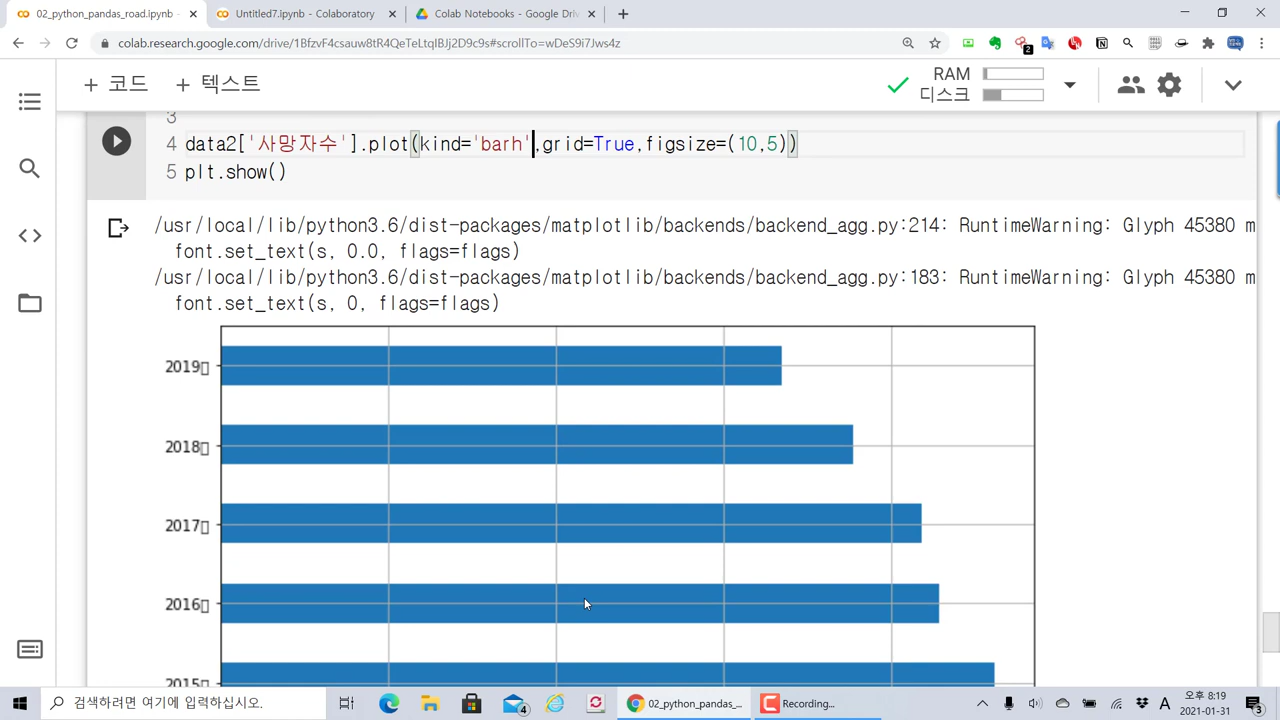 02_python_pandas_road.ipynb -
Untitled7.ipynb - Colaboratory
Colab Notebooks - Google Driv
colab.research.google.com/drive/1BfzvF4csauw8tR4QeTeLtqIBJj2D9c9s#scrollTo=wDeS9i7Jws4z
2
+ 코드
+ 텍스트
RAM
디스크
3
4 data2['사망자수'].plot(kind='barh',grid=True,figsize=(10,5))
5 plt.show()
/usr/local/lib/python3.6/dist-packages/matplotlib/backends/backend_agg.py:214: RuntimeWarning: Glyph 45380 m
font.set_text(s, 0.0, flags=flags)
/usr/local/lib/python3.6/dist-packages/matplotlib/backends/backend_agg.py:183: RuntimeWarning: Glyph 45380 m
font.set_text(s, 0, flags=flags)
2019▯
2018▯
2017▯
2016▯
2015▯
검색하려면 여기에 입력하십시오.
4
02_python_pandas_...
Recording...
A
오후 8:19
2021-01-31
3